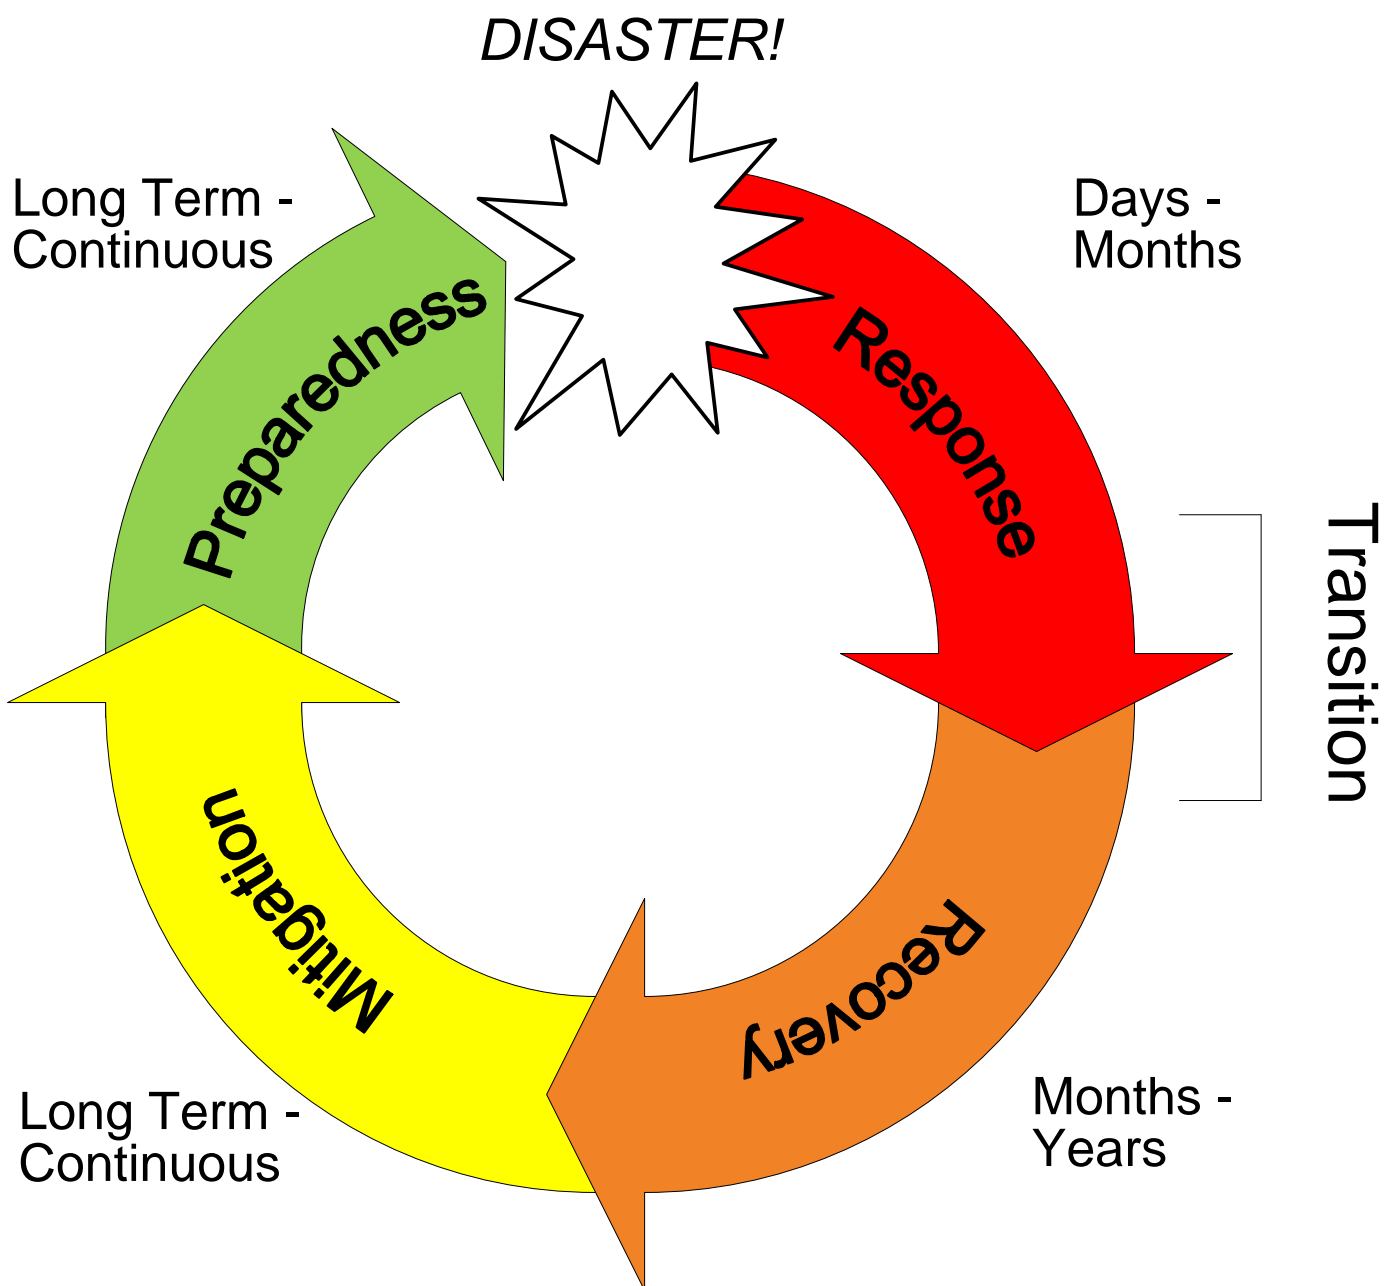 DISASTER!
Long Term -
Continuous
Days -
Months
Preparedness
Response
Transition
Mitigation
Recovery
Long Term -
Continuous
Months -
Years